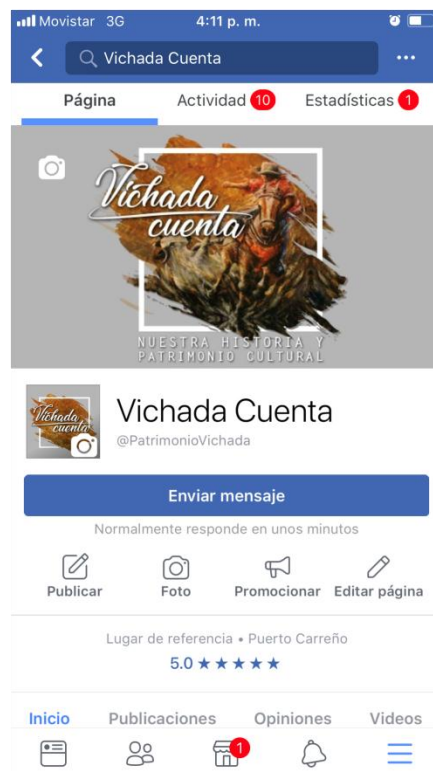 Movistar 3G 4:11 p. m.
Vichada Cuenta
Página Actividad 10 Estadísticas 1
Vichada
cuenta
NUESTRA HISTORIA Y
PATRIMONIO CULTURAL
Vichada
cuenta
Vichada Cuenta
@PatrimonioVichada
Enviar mensaje
Normalmente responde en unos minutos
Publicar Foto Promocionar Editar página
Lugar de referencia • Puerto Carreño
5.0 ★★★★★
Inicio Publicaciones Opiniones Videos
1